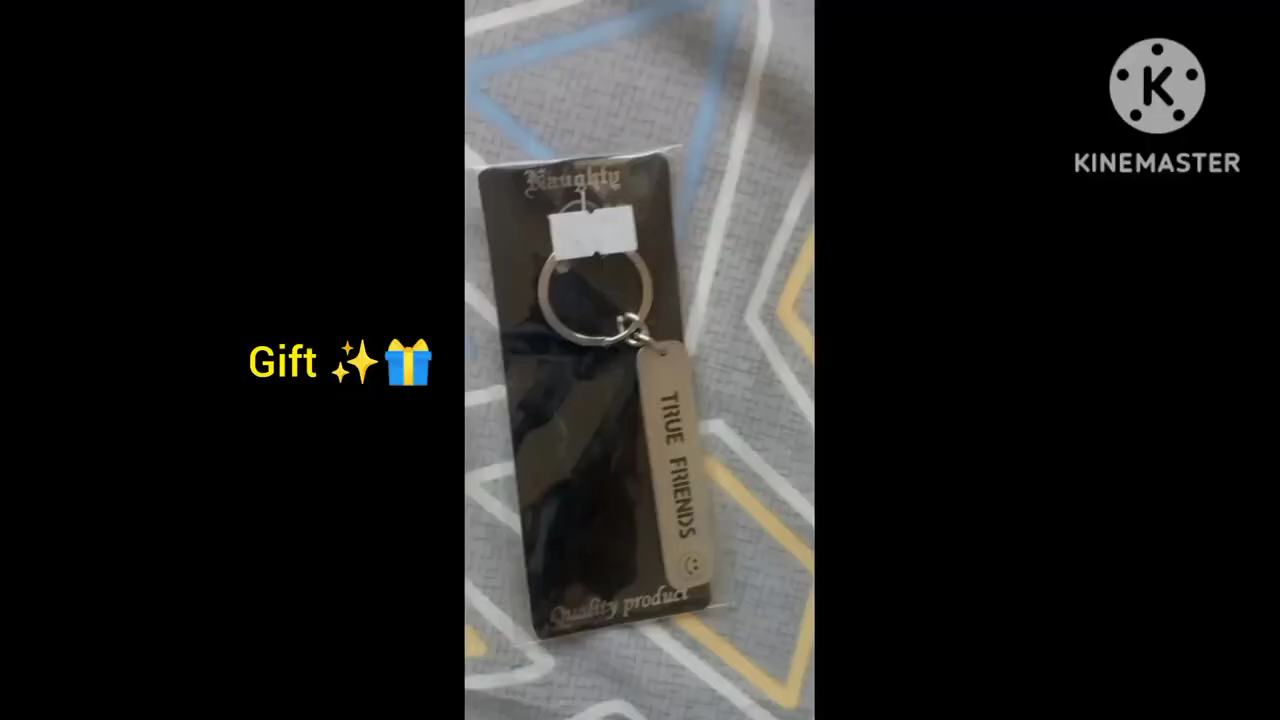 Naughty
TRUE FRIENDS
Quality product
Gift ✨🎁
KINEMASTER